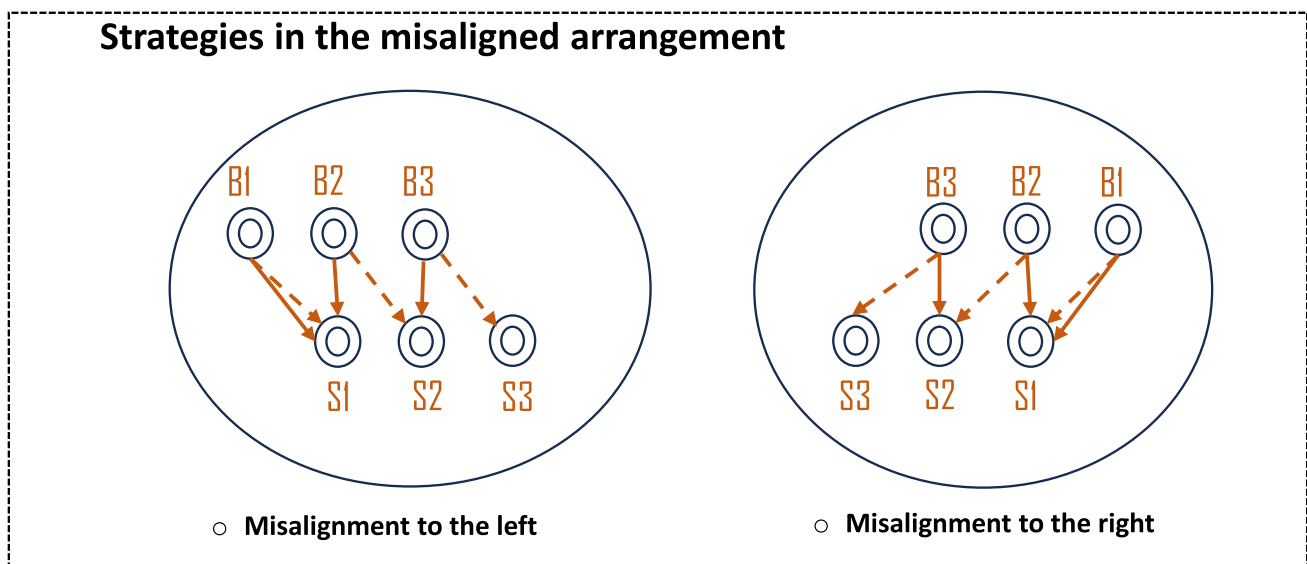 Strategies in the misaligned arrangement
B1 B2 B3
S1 S2 S3
B3 B2 B1
S3 S2 S1
Misalignment to the left
Misalignment to the right